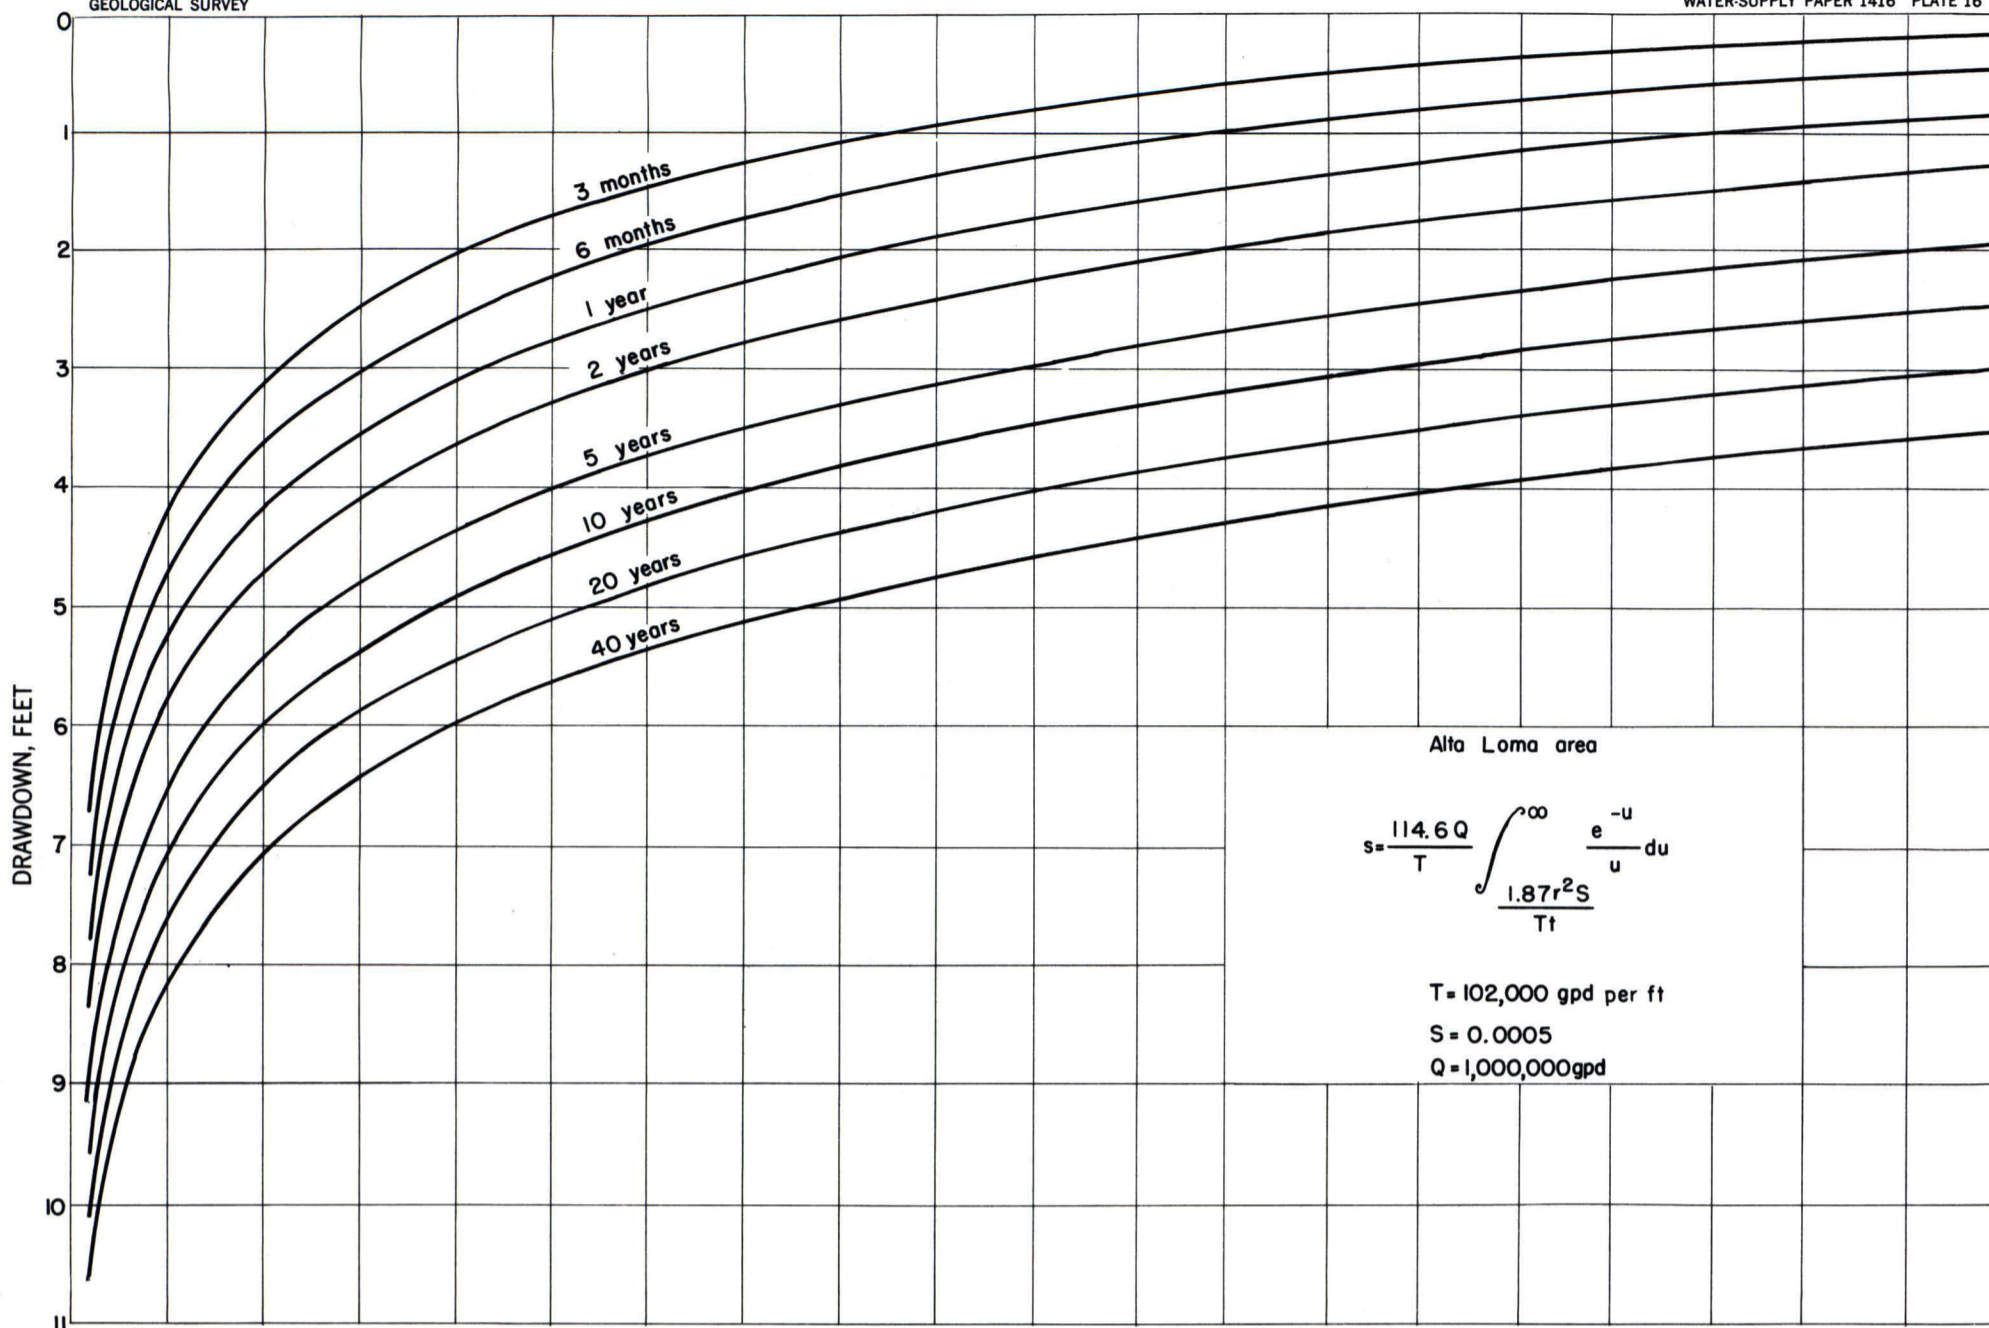 GEOLOGICAL SURVEY
WATER-SUPPLY PAPER 1416 PLATE 16
0
1
2
3
4
5
6
7
8
9
10
11
DRAWDOWN, FEET
3 months
6 months
1 year
2 years
5 years
10 years
20 years
40 years
Alta Loma area
s= 114.6 Q / T ∫ ∞ 1.87r²S / Tt e^-u / u du
T= 102,000 gpd per ft
S = 0.0005
Q = 1,000,000gpd